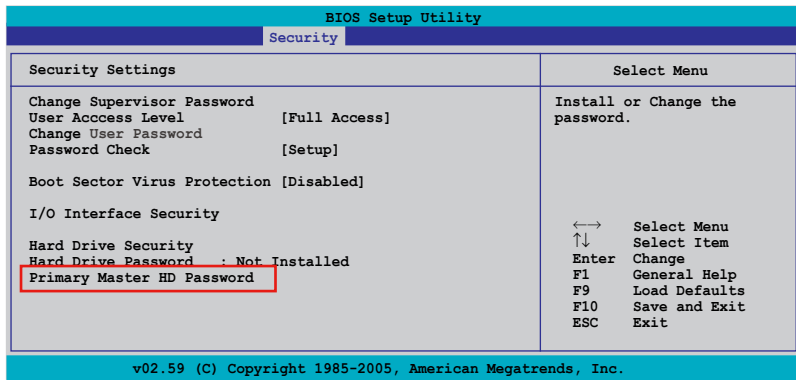 BIOS Setup Utility
Security
Security Settings
Select Menu
Change Supervisor Password
User Acccess Level [Full Access]
Change User Password
Password Check [Setup]
Boot Sector Virus Protection [Disabled]
I/O Interface Security
Hard Drive Security
Hard Drive Password : Not Installed
Primary Master HD Password
Install or Change the
password.
←→ Select Menu
↑↓ Select Item
Enter Change
F1 General Help
F9 Load Defaults
F10 Save and Exit
ESC Exit
v02.59 (C) Copyright 1985-2005, American Megatrends, Inc.